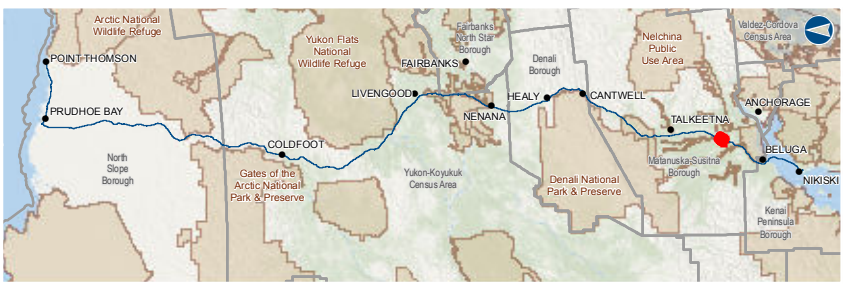 Arctic National
Wildlife Refuge
POINT THOMSON
PRUDHOE BAY
North
Slope
Borough
COLDFOOT
Gates of the
Arctic National
Park & Preserve
Yukon Flats
National
Wildlife Refuge
LIVENGOOD
Yukon-Koyukuk
Census Area
Fairbanks
North Star
Borough
FAIRBANKS
NENANA
Denali
Borough
HEALY
CANTWELL
Denali National
Park & Preserve
Nelchina
Public
Use Area
TALKEETNA
Matanuska-Susitna
Borough
Valdez-Cordova
Census Area
ANCHORAGE
BELUGA
NIKISKI
Kenai
Peninsula
Borough